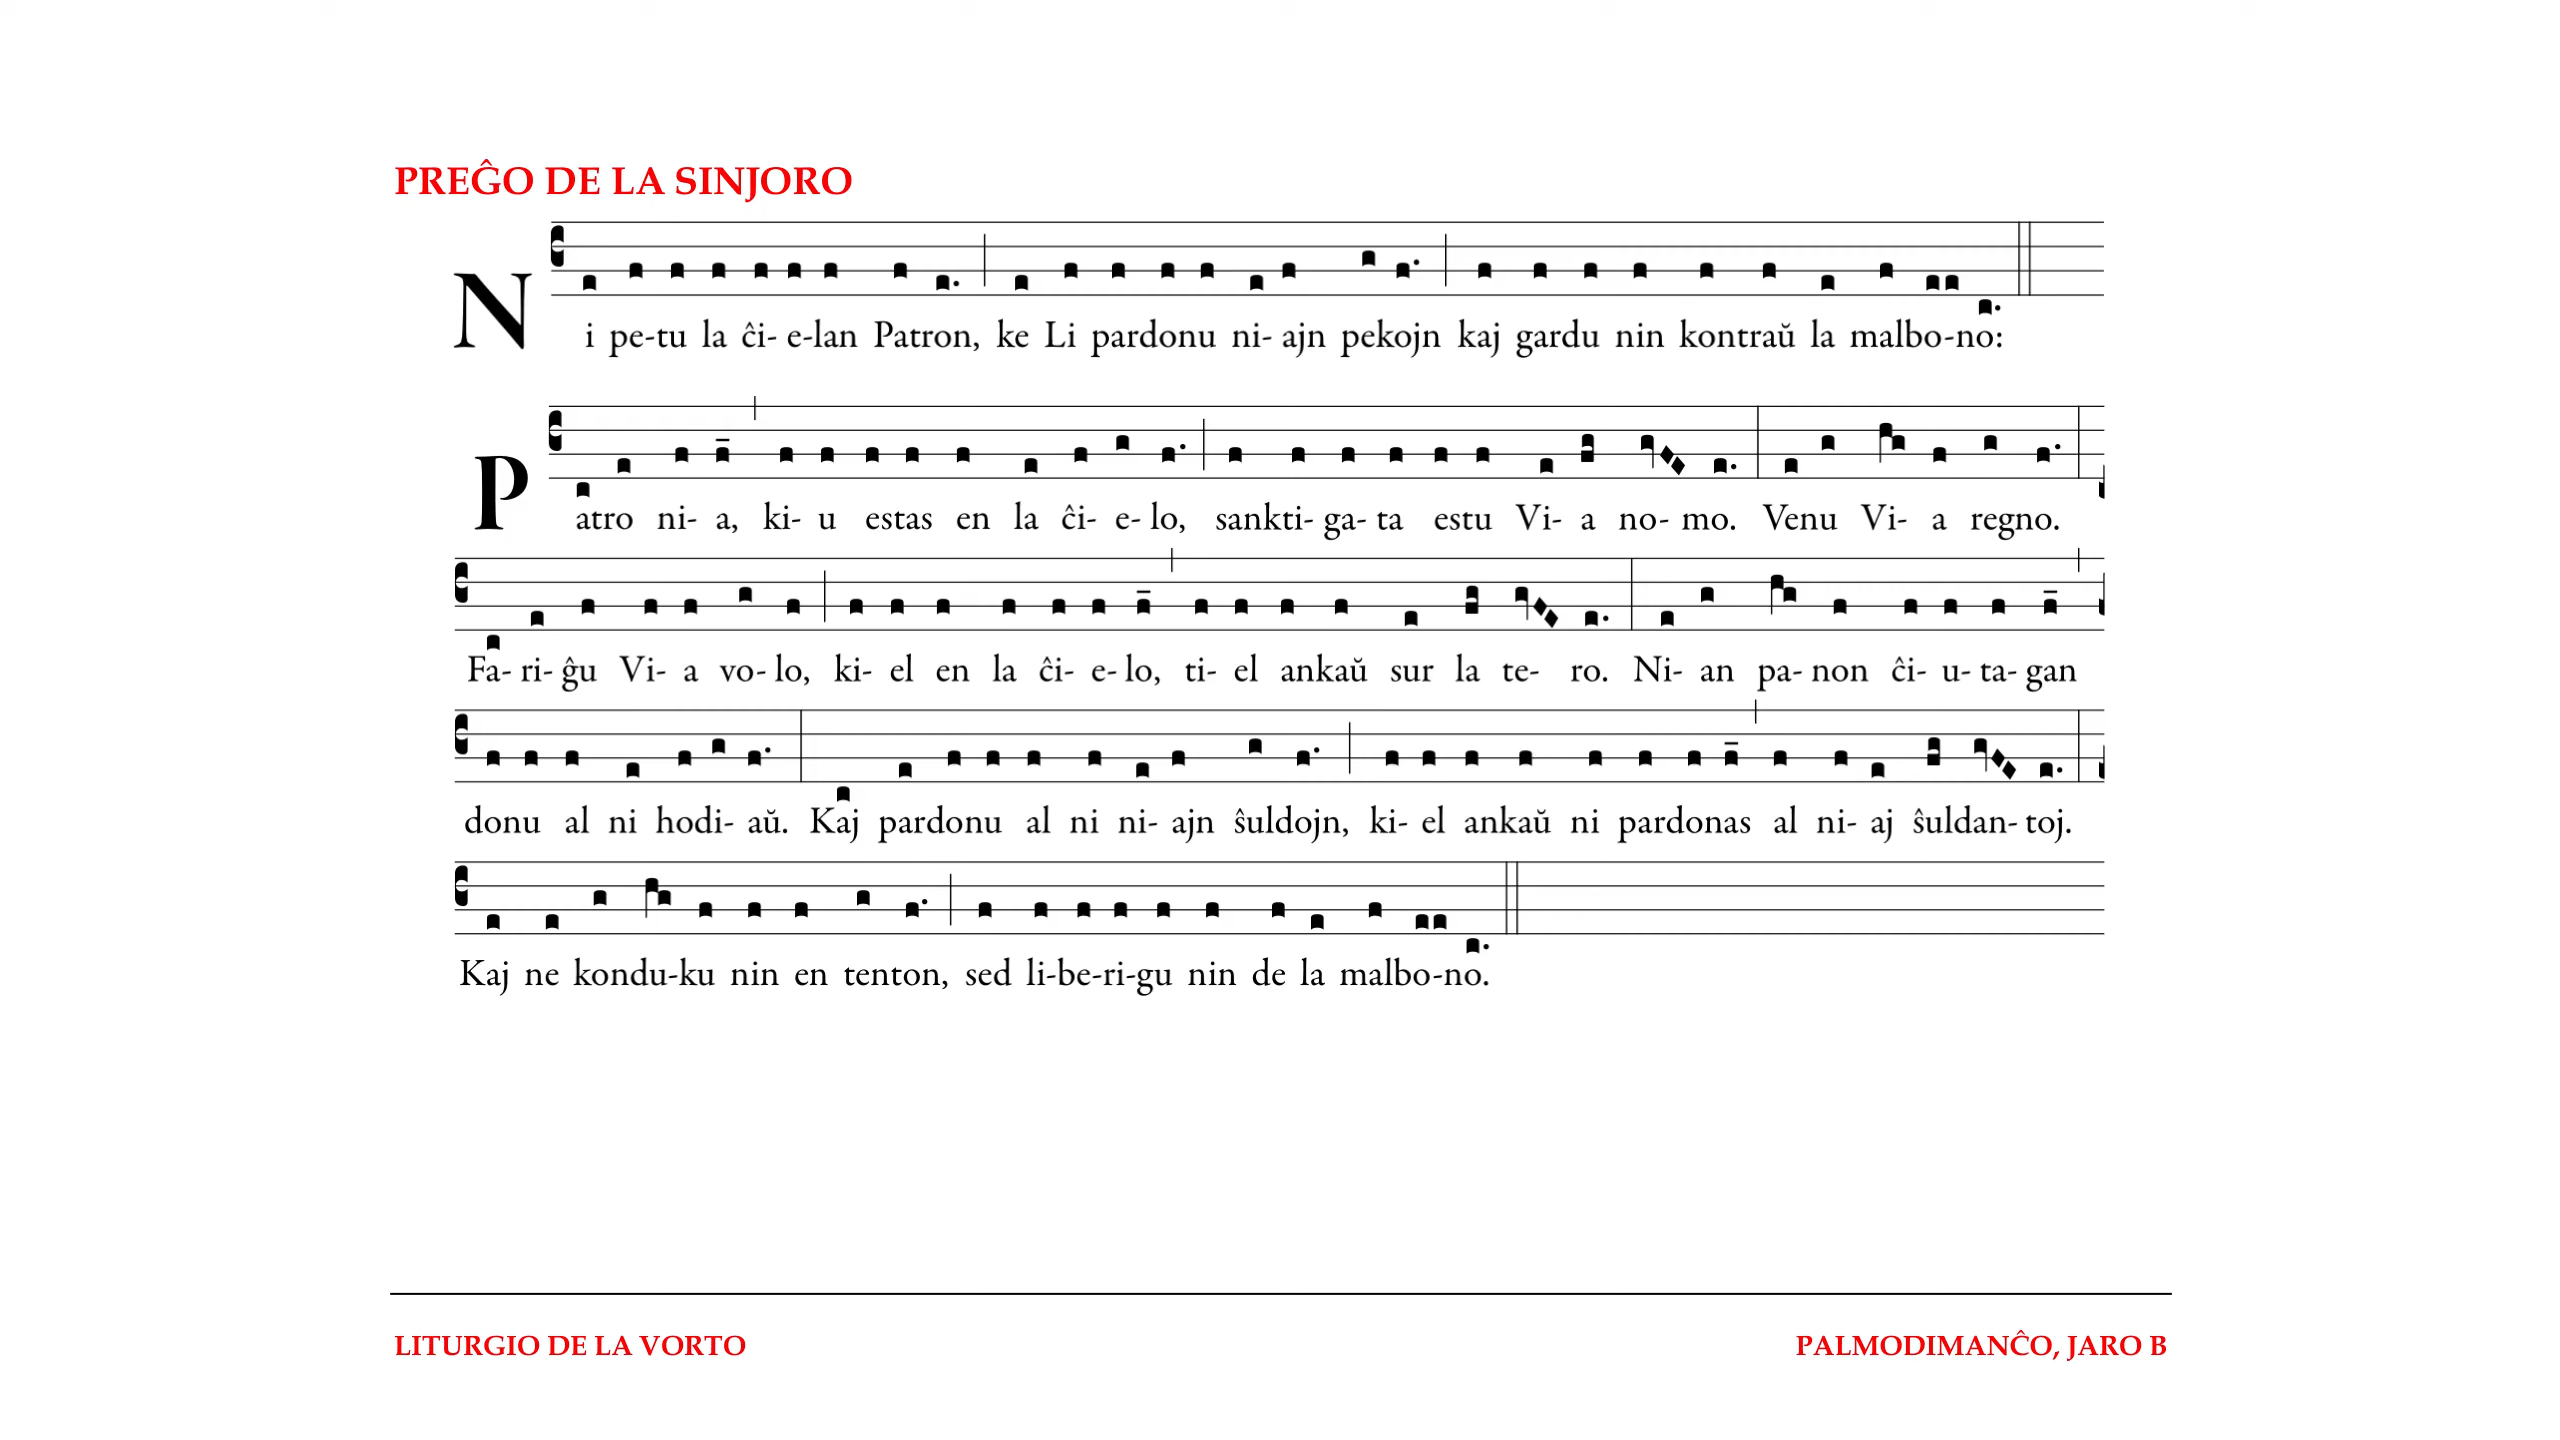 PREĜO DE LA SINJORO
Ni pe-tu la ĉi- e-lan Patron, ke Li pardonu ni- ajn pekojn kaj gardu nin kontraŭ la malbo-no:
Patro ni- a, ki- u estas en la ĉi- e- lo, sankti- ga- ta estu Vi- a no- mo. Venu Vi- a regno.
Fa- ri- ĝu Vi- a vo- lo, ki- el en la ĉi- e- lo, ti- el ankaŭ sur la te- ro. Ni- an pa- non ĉi- u- ta- gan
donu al ni hodi- aŭ. Kaj pardonu al ni ni- ajn ŝuldojn, ki- el ankaŭ ni pardonas al ni- aj ŝuldan- toj.
Kaj ne kondu-ku nin en tenton, sed li-be-ri-gu nin de la malbo-no.
LITURGIO DE LA VORTO
PALMODIMANĈO, JARO B